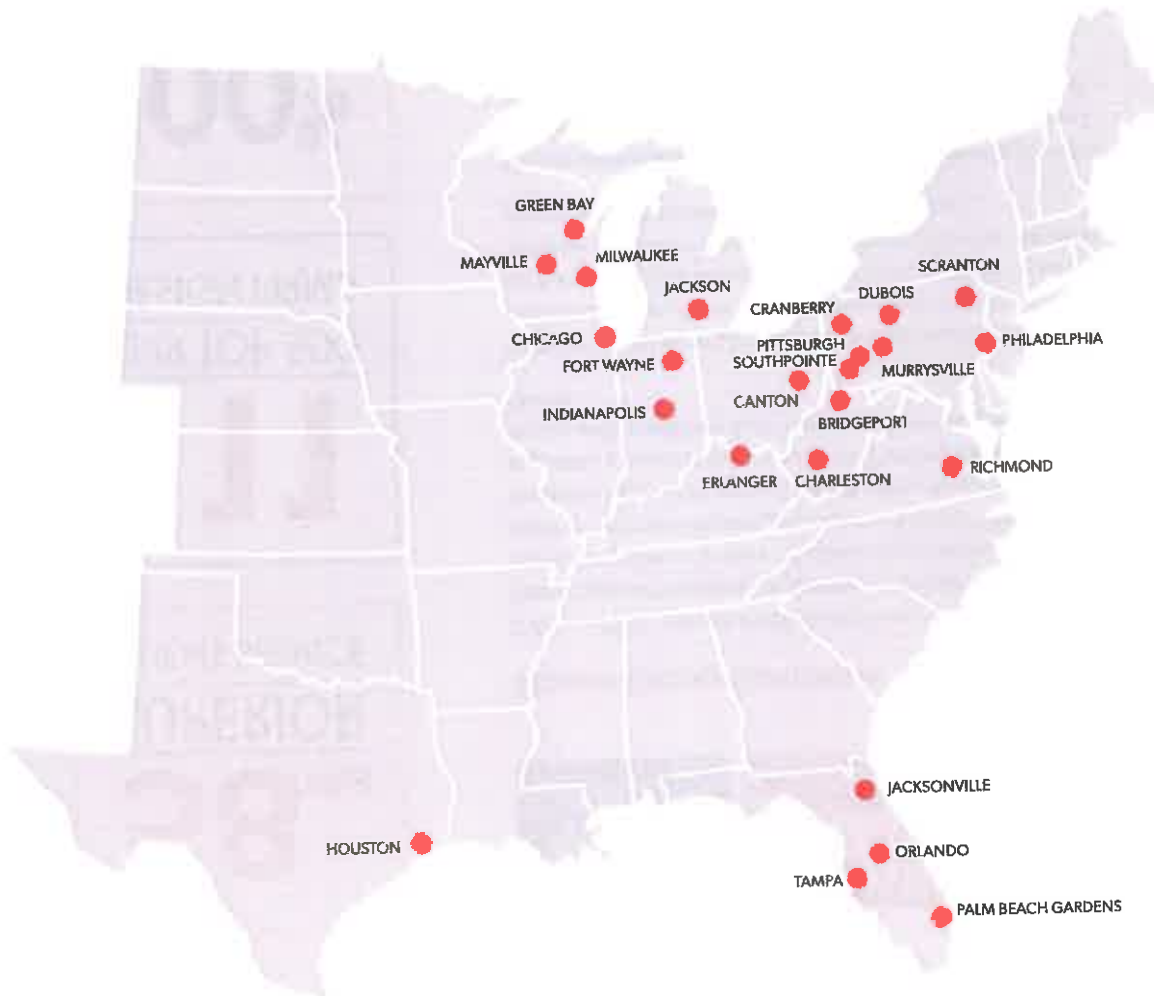 GREEN BAY
MAYVILLE
MILWAUKEE
JACKSON
SCRANTON
DUBOIS
CRANBERRY
CHICAGO
PITTSBURGH
PHILADELPHIA
FORT WAYNE
SOUTHPOINTE
MURRYSVILLE
CANTON
INDIANAPOLIS
BRIDGEPORT
RICHMOND
ERLANGER
CHARLESTON
JACKSONVILLE
HOUSTON
ORLANDO
TAMPA
PALM BEACH GARDENS